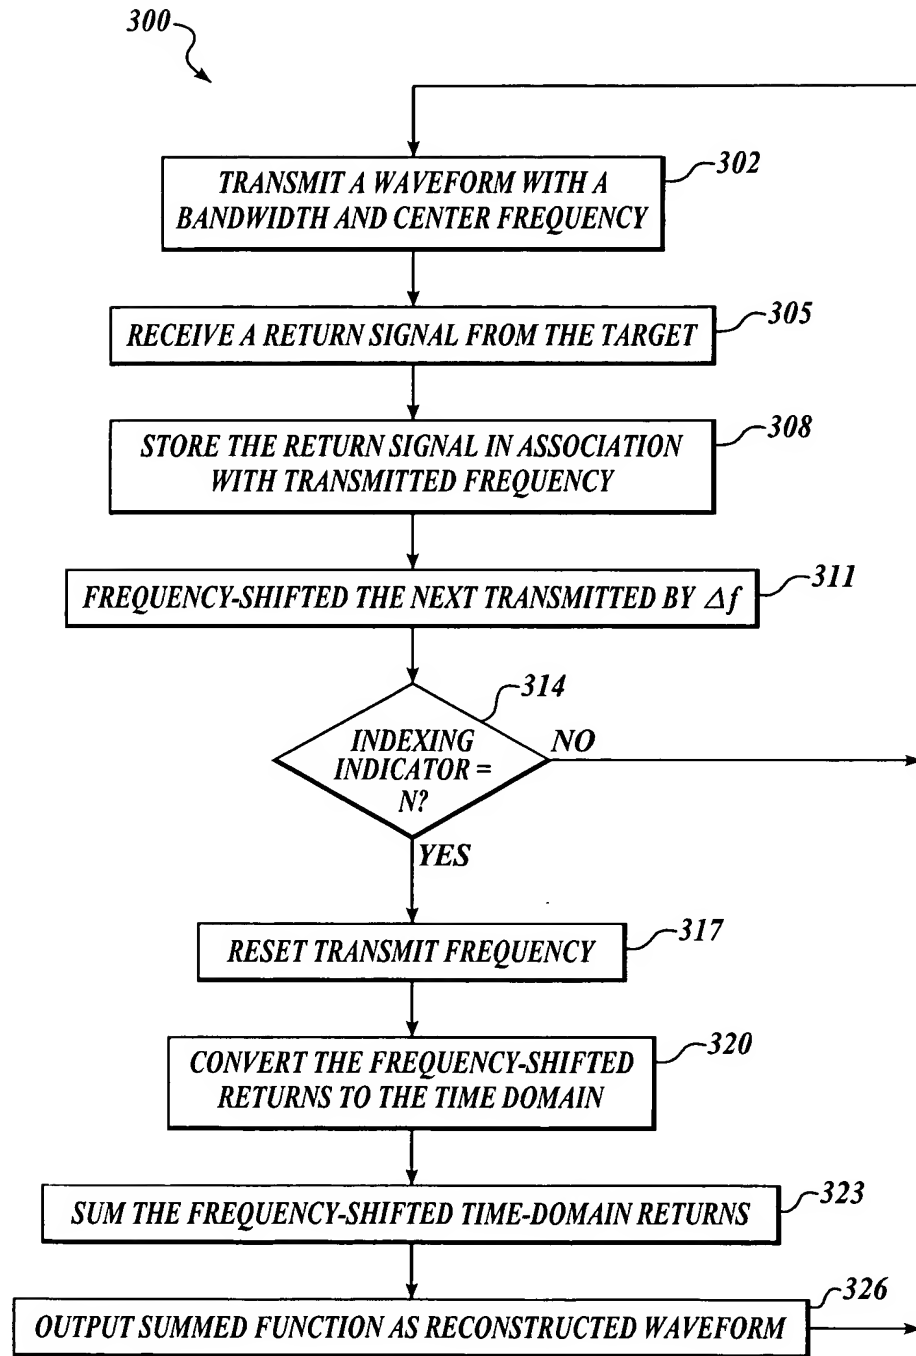 300
302
TRANSMIT A WAVEFORM WITH A
BANDWIDTH AND CENTER FREQUENCY
305
RECEIVE A RETURN SIGNAL FROM THE TARGET
308
STORE THE RETURN SIGNAL IN ASSOCIATION
WITH TRANSMITTED FREQUENCY
311
FREQUENCY-SHIFTED THE NEXT TRANSMITTED BY Δf
314
INDEXING
INDICATOR =
N?
NO
YES
317
RESET TRANSMIT FREQUENCY
320
CONVERT THE FREQUENCY-SHIFTED
RETURNS TO THE TIME DOMAIN
323
SUM THE FREQUENCY-SHIFTED TIME-DOMAIN RETURNS
326
OUTPUT SUMMED FUNCTION AS RECONSTRUCTED WAVEFORM